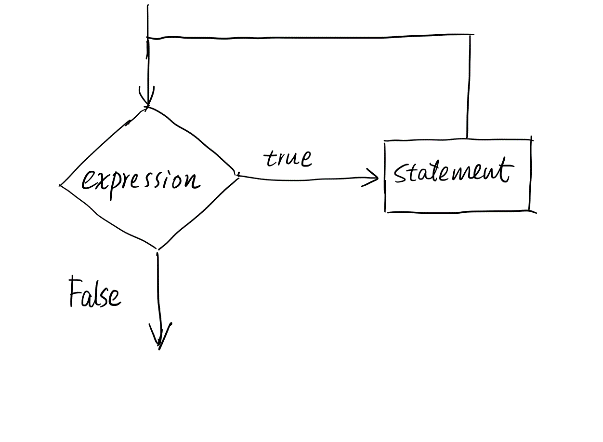 true
expression
statement
False